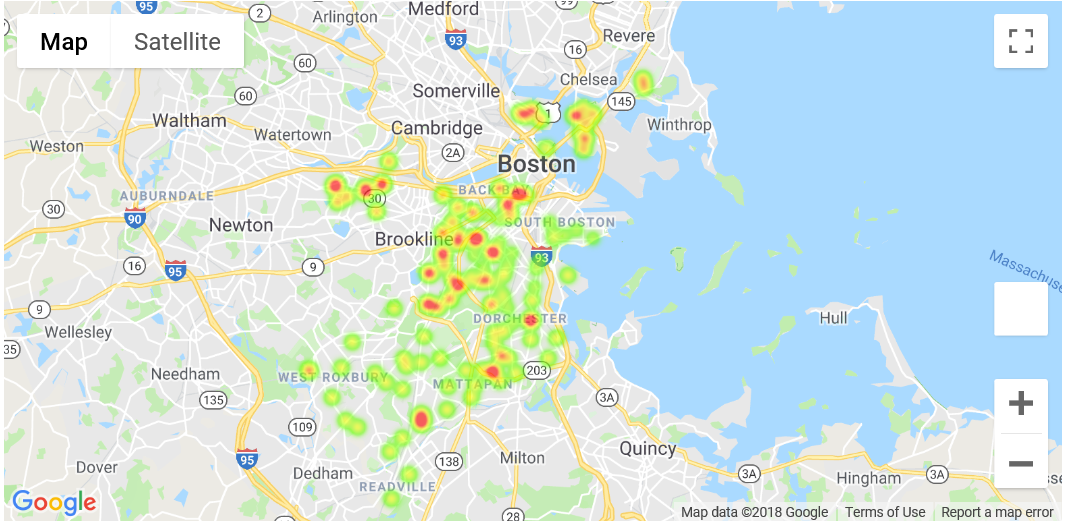 95
2
Arlington
Medford
99
93
Revere
16
Map
Satellite
60
Chelsea
Somerville
60
145
1
Waltham
Cambridge
Winthrop
Watertown
Weston
2A
Boston
BACK BAY
AUBURNDALE
30
30
90
Newton
SOUTH BOSTON
Brookline
93
16
95
9
Massachuse
9
DORCHESTER
Hull
Wellesley
35
203
Needham
WEST ROXBURY
MATTAPAN
135
3A
109
Quincy
95
138
Milton
Dover
Dedham
3A
3A
Hingham
READVILLE
Google
28
Map data ©2018 Google
Terms of Use
Report a map error